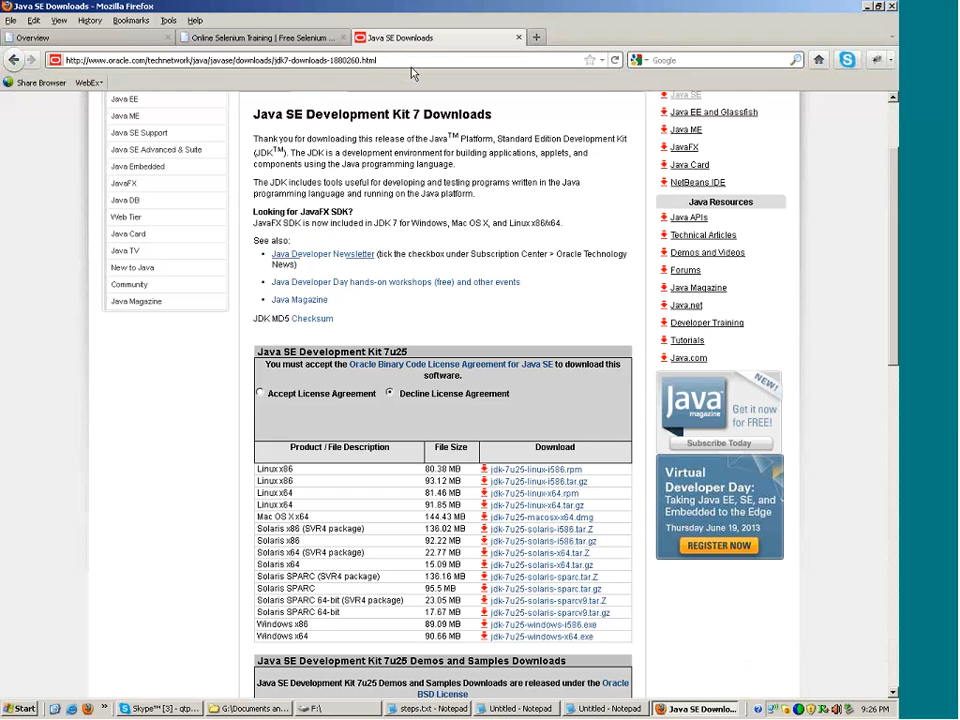 Java SE Downloads - Mozilla Firefox
File Edit View History Bookmarks Tools Help
Overview
Online Selenium Training | Free Selenium ...
Java SE Downloads
http://www.oracle.com/technetwork/java/javase/downloads/jdk7-downloads-1880260.html
Google
Share Browser WebEx
Java EE
Java ME
Java SE Support
Java SE Advanced & Suite
Java Embedded
JavaFX
Java DB
Web Tier
Java Card
Java TV
New to Java
Community
Java Magazine
Java SE Development Kit 7 Downloads
Thank you for downloading this release of the Java™ Platform, Standard Edition Development Kit
(JDK™). The JDK is a development environment for building applications, applets, and
components using the Java programming language.
The JDK includes tools useful for developing and testing programs written in the Java
programming language and running on the Java platform.
Looking for JavaFX SDK?
JavaFX SDK is now included in JDK 7 for Windows, Mac OS X, and Linux x86/x64.
See also:
Java Developer Newsletter (tick the checkbox under Subscription Center > Oracle Technology
News)
Java Developer Day hands-on workshops (free) and other events
Java Magazine
JDK MD5 Checksum
Java SE Development Kit 7u25
You must accept the Oracle Binary Code License Agreement for Java SE to download this
software.
Accept License Agreement Decline License Agreement
Product / File Description File Size Download
Linux x86 80.38 MB jdk-7u25-linux-i586.rpm
Linux x86 93.12 MB jdk-7u25-linux-i586.tar.gz
Linux x64 81.46 MB jdk-7u25-linux-x64.rpm
Linux x64 91.85 MB jdk-7u25-linux-x64.tar.gz
Mac OS X x64 144.43 MB jdk-7u25-macosx-x64.dmg
Solaris x86 (SVR4 package) 136.02 MB jdk-7u25-solaris-i586.tar.Z
Solaris x86 92.22 MB jdk-7u25-solaris-i586.tar.gz
Solaris x64 (SVR4 package) 22.77 MB jdk-7u25-solaris-x64.tar.Z
Solaris x64 15.09 MB jdk-7u25-solaris-x64.tar.gz
Solaris SPARC (SVR4 package) 136.16 MB jdk-7u25-solaris-sparc.tar.Z
Solaris SPARC 95.5 MB jdk-7u25-solaris-sparc.tar.gz
Solaris SPARC 64-bit (SVR4 package) 23.05 MB jdk-7u25-solaris-sparcv9.tar.Z
Solaris SPARC 64-bit 17.67 MB jdk-7u25-solaris-sparcv9.tar.gz
Windows x86 89.09 MB jdk-7u25-windows-i586.exe
Windows x64 90.66 MB jdk-7u25-windows-x64.exe
Java SE Development Kit 7u25 Demos and Samples Downloads
Java SE Development Kit 7u25 Demos and Samples Downloads are released under the Oracle
BSD License
Java SE
Java EE and Glassfish
Java ME
JavaFX
Java Card
NetBeans IDE
Java Resources
Java APIs
Technical Articles
Demos and Videos
Forums
Java Magazine
Java.net
Developer Training
Tutorials
Java.com
NEW!
Java
magazine
Get it now
for FREE!
Subscribe Today
Virtual
Developer Day:
Taking Java EE, SE, and
Embedded to the Edge
Thursday June 19, 2013
REGISTER NOW
Start
Skype™ [3] - qtp...
G:\Documents an...
F:\
steps.txt - Notepad
Untitled - Notepad
Untitled - Notepad
Java SE Downlo...
9:26 PM